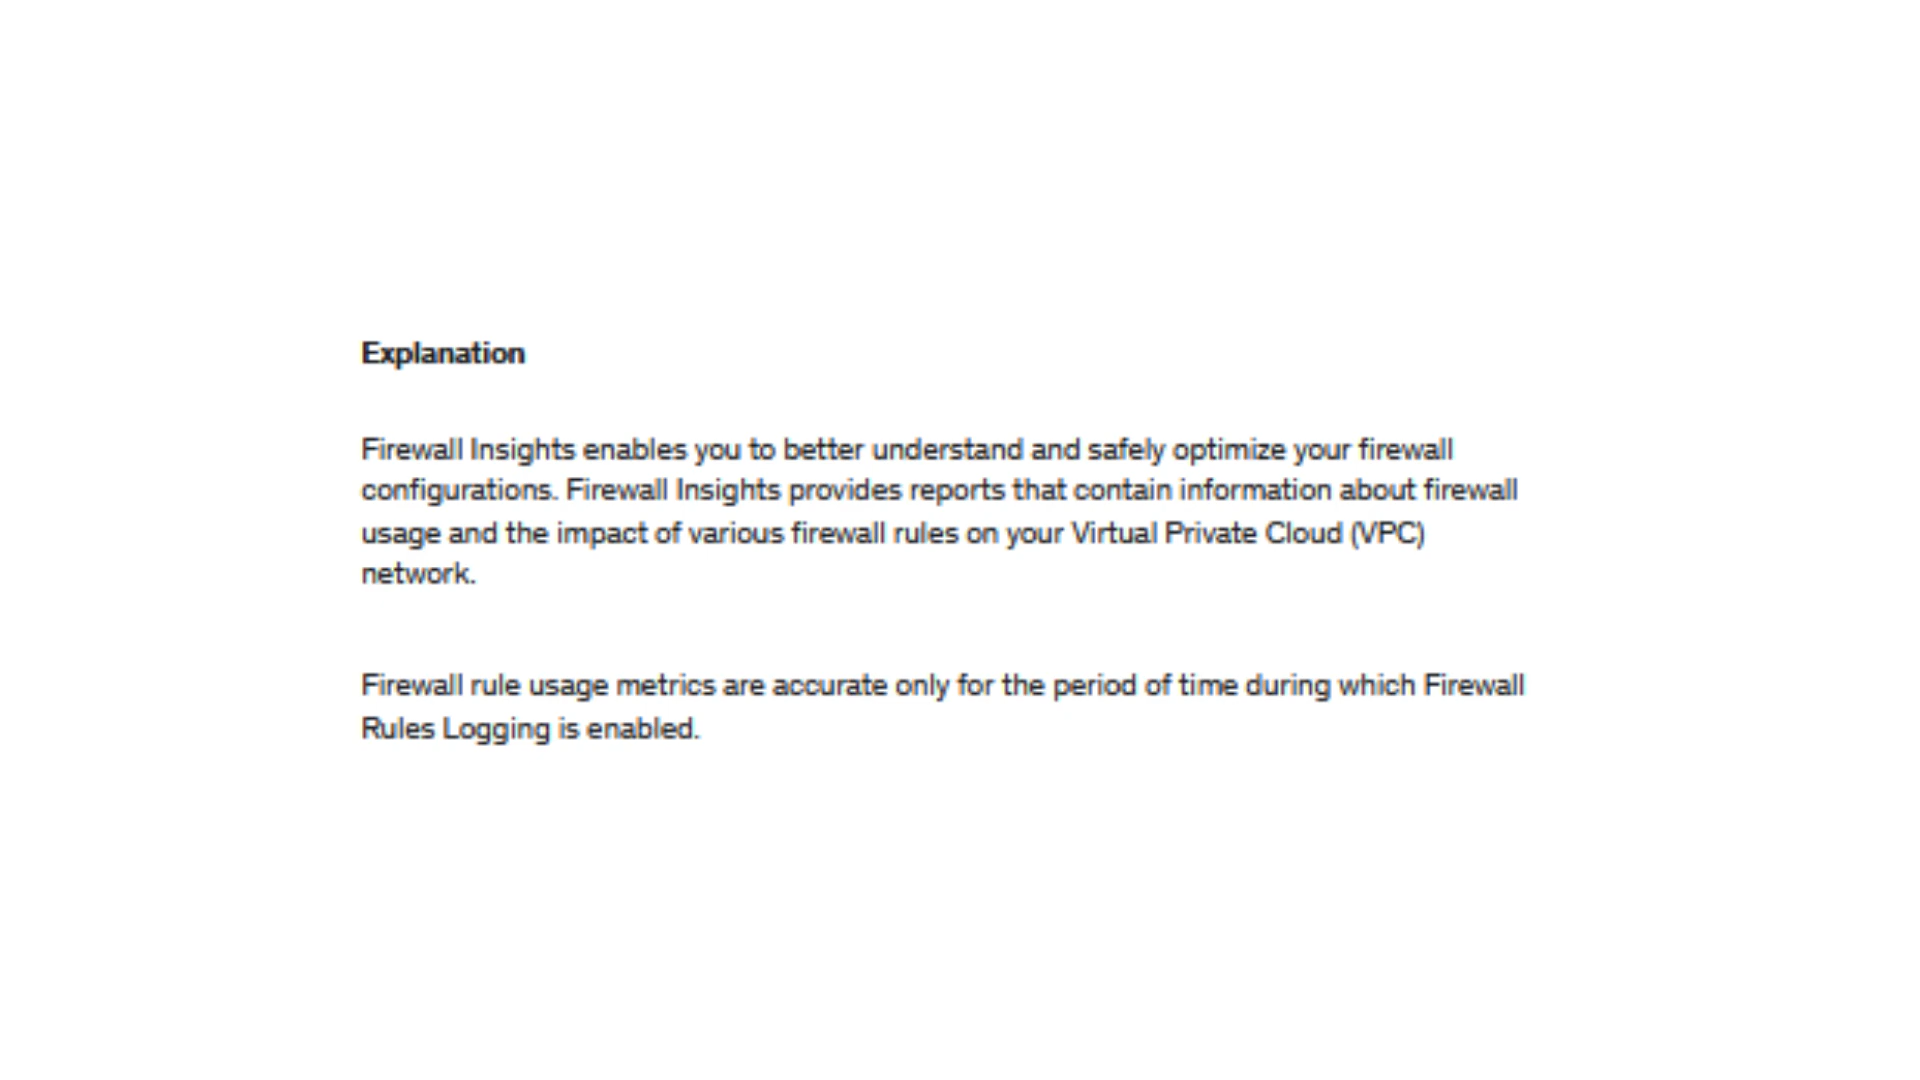 Explanation
Firewall Insights enables you to better understand and safely optimize your firewall
configurations. Firewall Insights provides reports that contain information about firewall
usage and the impact of various firewall rules on your Virtual Private Cloud (VPC)
network.
Firewall rule usage metrics are accurate only for the period of time during which Firewall
Rules Logging is enabled.